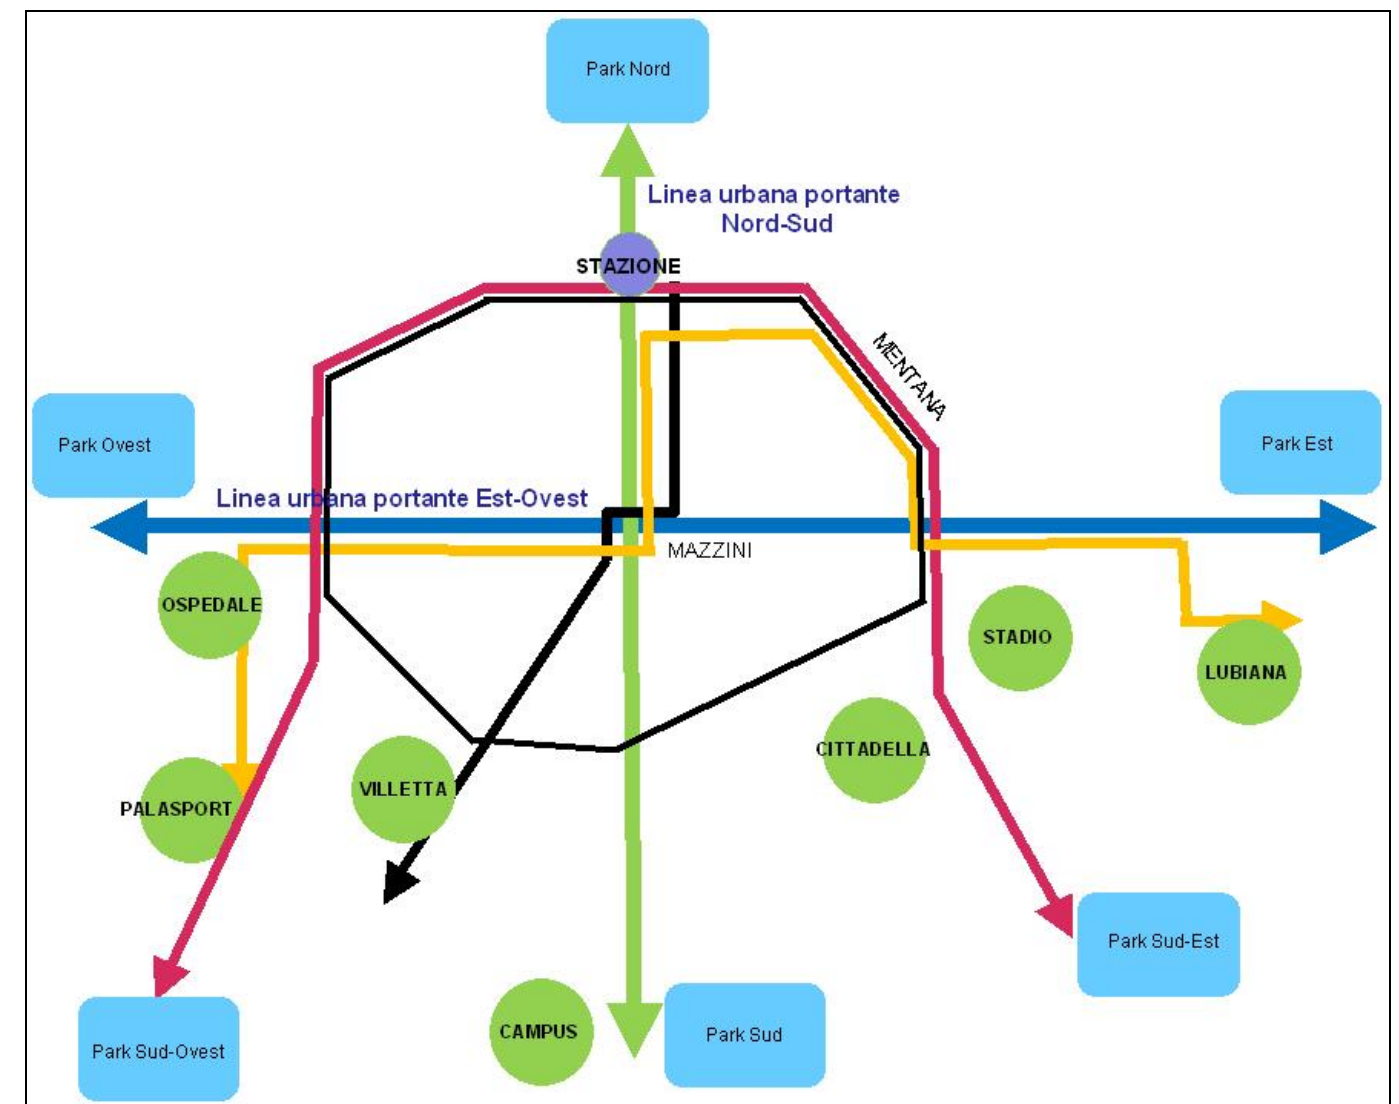 Park Nord
Linea urbana portante
Nord-Sud
STAZIONE
MENTANA
Park Ovest
Park Est
Linea urbana portante Est-Ovest
MAZZINI
OSPEDALE
STADIO
LUBIANA
CITTADELLA
VILLETTA
PALASPORT
Park Sud-Est
CAMPUS
Park Sud
Park Sud-Ovest